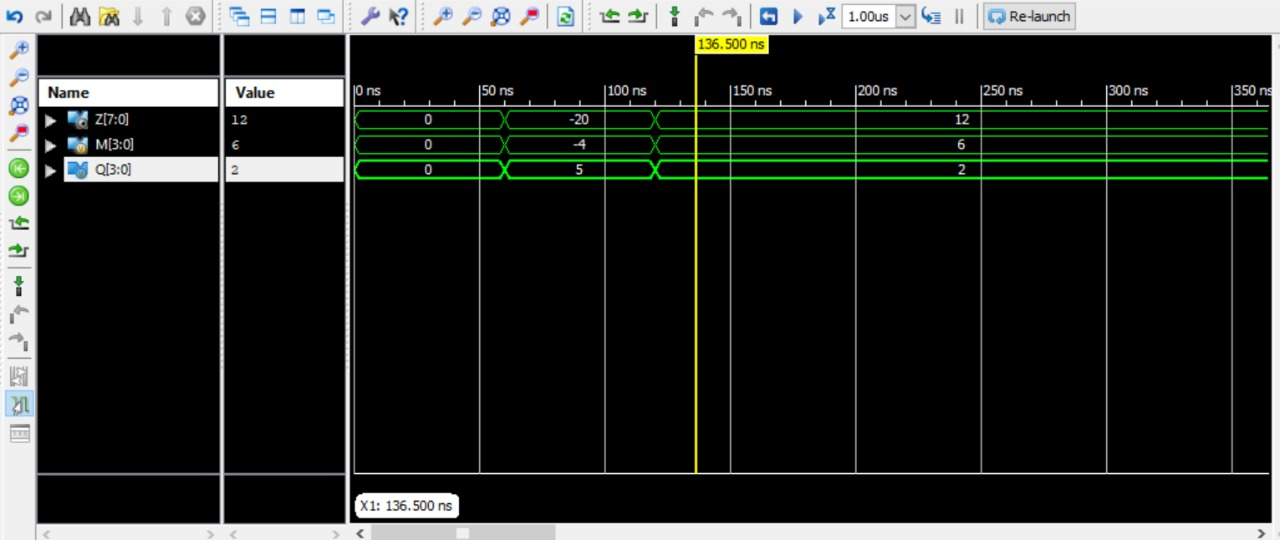 1.00us Re-launch
136.500 ns
Name Value 0 ns 50 ns 100 ns 150 ns 200 ns 250 ns 300 ns 350 ns
Z[7:0] 12 0 -20 12
M[3:0] 6 0 -4 6
Q[3:0] 2 0 5 2
X1: 136.500 ns